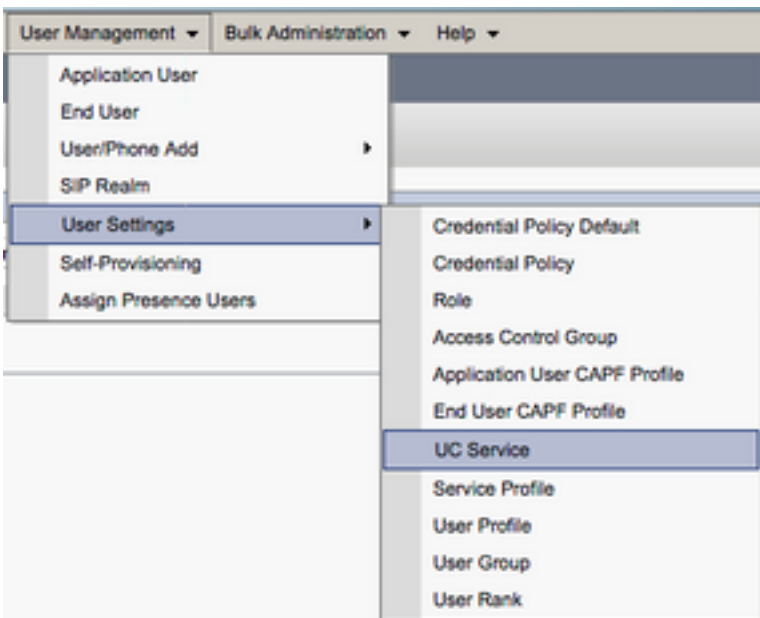 User Management Bulk Administration Help
Application User
End User
User/Phone Add
SIP Realm
User Settings
Self-Provisioning
Assign Presence Users
Credential Policy Default
Credential Policy
Role
Access Control Group
Application User CAPF Profile
End User CAPF Profile
UC Service
Service Profile
User Profile
User Group
User Rank